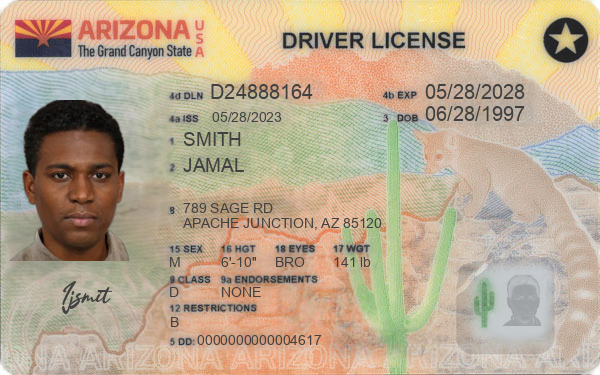 ARIZONA USA
The Grand Canyon State
DRIVER LICENSE
4d DLN D24888164 4b EXP 05/28/2028
4a ISS 05/28/2023 3 DOB 06/28/1997
1 SMITH
2 JAMAL
8 789 SAGE RD
APACHE JUNCTION, AZ 85120
15 SEX 16 HGT 18 EYES 17 WGT
M 6'-10" BRO 141 lb
9 CLASS 9a ENDORSEMENTS
D NONE
12 RESTRICTIONS
B
5 DD: 0000000000004617
Ijsmit
ARIZONA ARIZONA ARIZONA ARIZONA